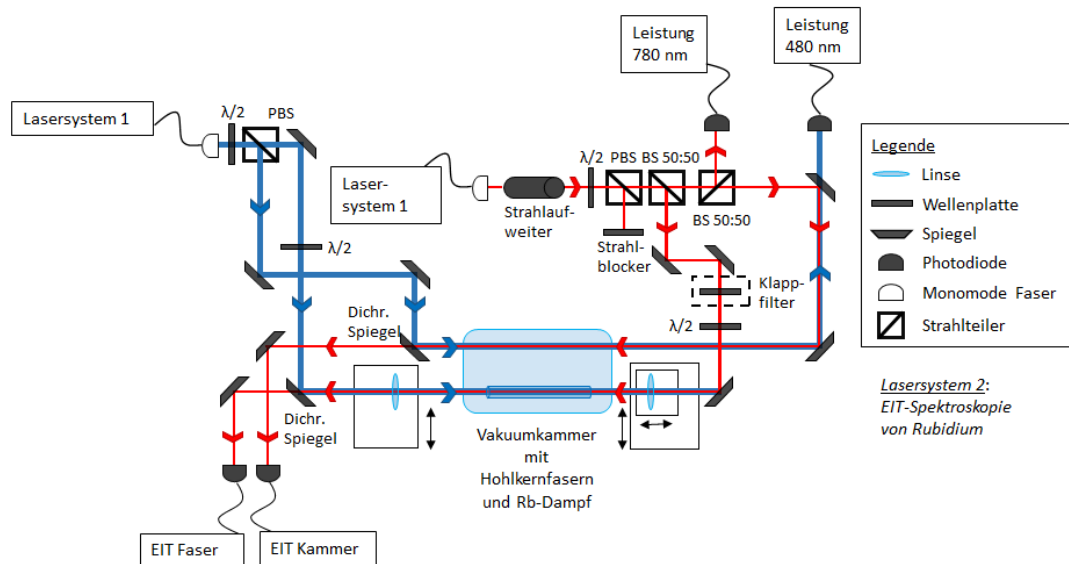 Leistung
780 nm
Leistung
480 nm
Lasersystem 1
λ/2
PBS
Laser-
system 1
Strahlauf-
weiter
λ/2
PBS
BS 50:50
BS 50:50
Strahl-
blocker
λ/2
Klapp-
filter
λ/2
Dichr.
Spiegel
Dichr.
Spiegel
Vakuumkammer
mit
Hohlkernfasern
und Rb-Dampf
EIT Faser
EIT Kammer
Legende
Linse
Wellenplatte
Spiegel
Photodiode
Monomode Faser
Strahlteiler
Lasersystem 2:
EIT-Spektroskopie
von Rubidium